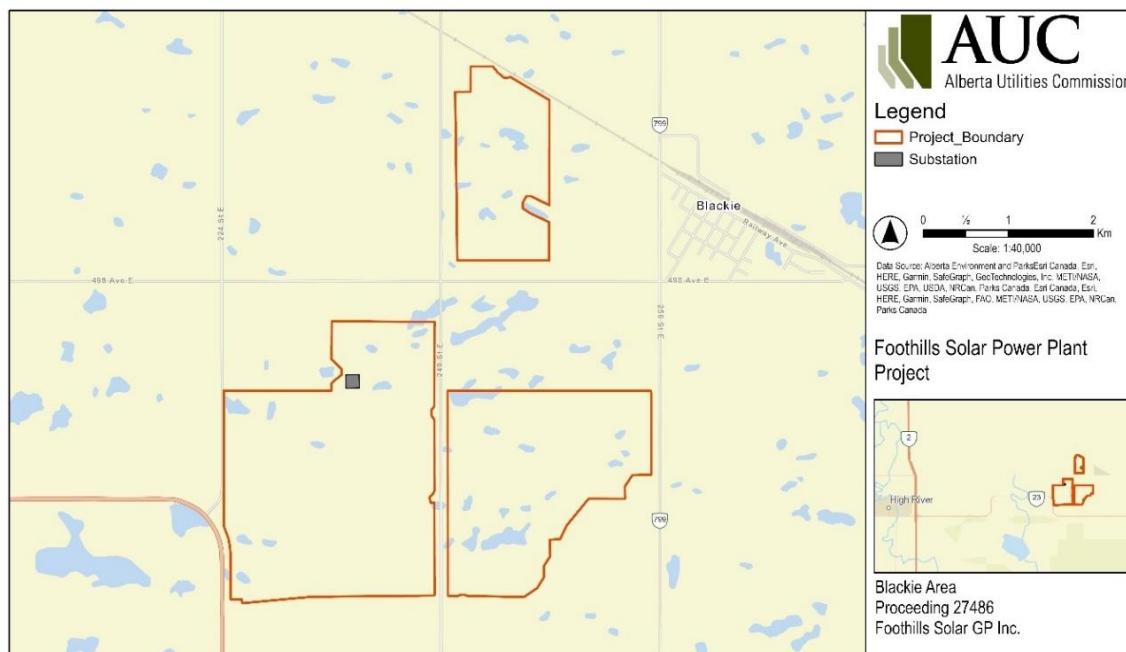 AUC
Alberta Utilities Commission
Legend
Project_Boundary
Substation
0 ½ 1 2
Km
Scale: 1:40,000
Data Source: Alberta Environment and ParksEsri Canada, Esri,
HERE, Garmin, SafeGraph, GeoTechnologies, Inc, METI/NASA,
USGS, EPA, USDA, NRCan, Parks Canada, Esri Canada, Esri,
HERE, Garmin, SafeGraph, FAO, METI/NASA, USGS, EPA, NRCan,
Parks Canada
Foothills Solar Power Plant
Project
2
High River
23
Blackie Area
Proceeding 27486
Foothills Solar GP Inc.
799
Blackie
Railway Ave
224 St E
498 Ave E
498 Ave E
256 St E
240 St E
799